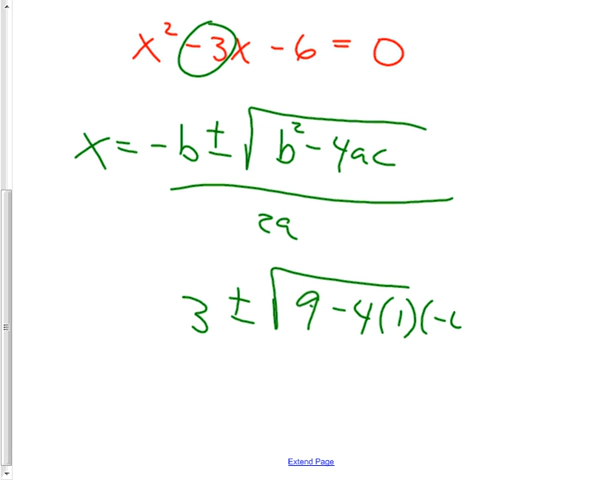 x² - 3x - 6 = 0
x = -b ± √b² - 4ac
2a
3 ± √9 - 4(1)(-
Extend Page